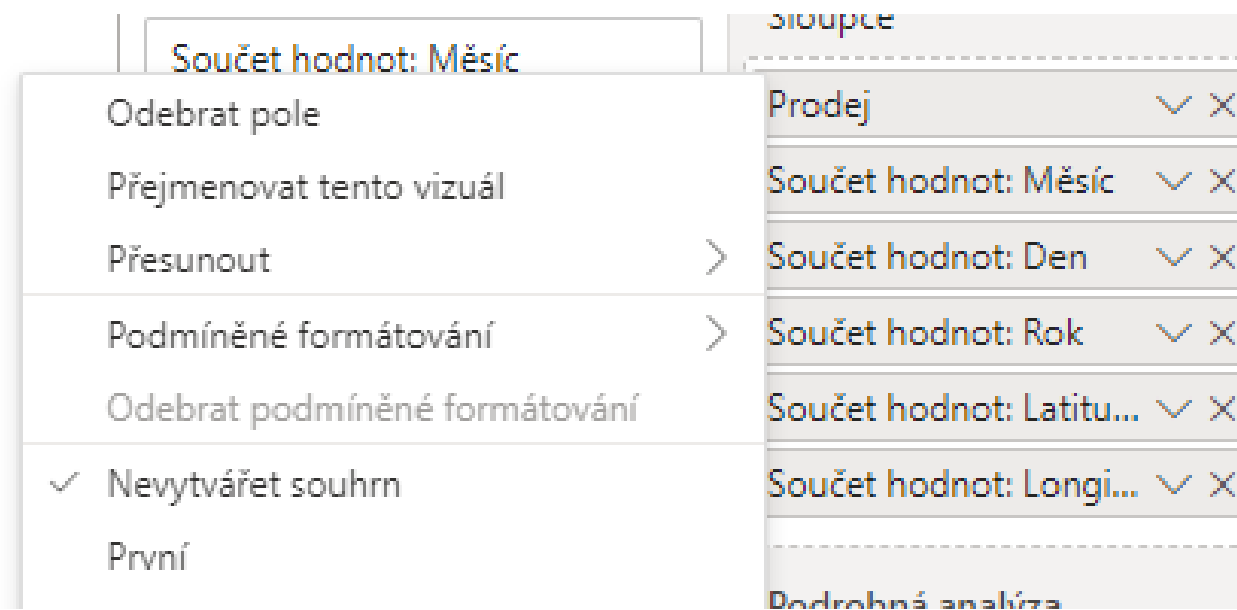 Součet hodnot: Měsíc
Odebrat pole
Přejmenovat tento vizuál
Přesunout
Podmíněné formátování
Odebrat podmíněné formátování
Nevytvářet souhrn
První
Sloupce
Prodej
Součet hodnot: Měsíc
Součet hodnot: Den
Součet hodnot: Rok
Součet hodnot: Latitu...
Součet hodnot: Longi...
Podrobná analýza